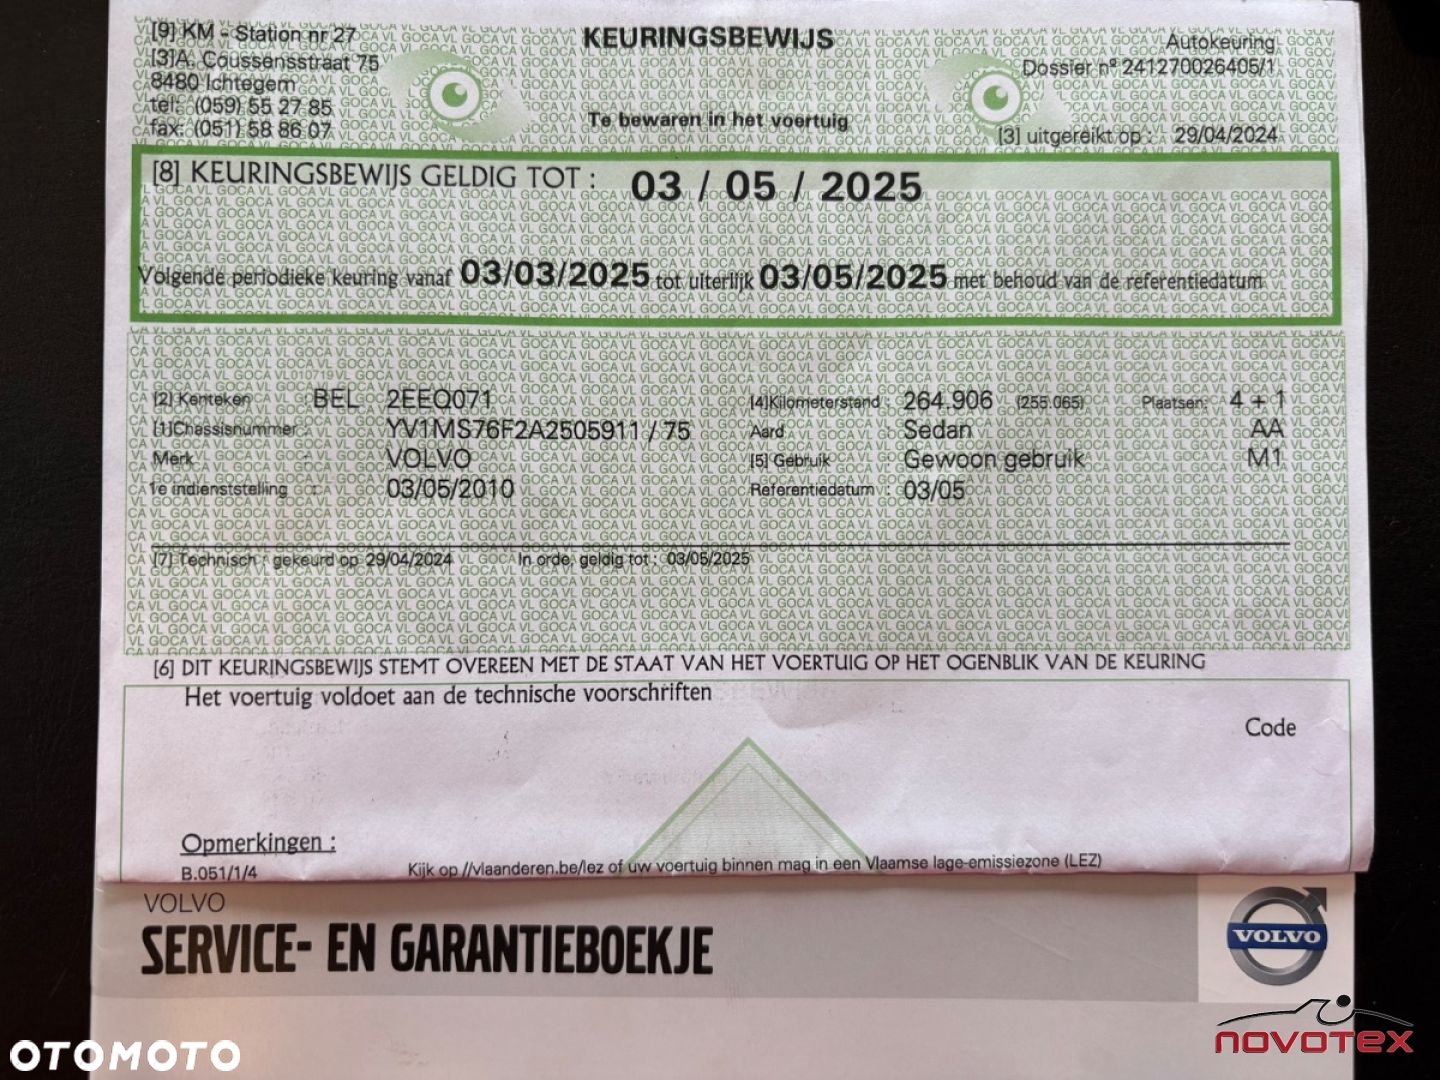 [9] KM - Station nr 27
[3]A. Coussensstraat 75
8480 Ichtegem
tel: (059) 55 27 85
fax: (051) 58 86 07
KEURINGSBEWIJS
Te bewaren in het voertuig
Autokeuring
Dossier n° 241270026405/1
[3] uitgereikt op : 29/04/2024
[8] KEURINGSBEWIJS GELDIG TOT : 03 / 05 / 2025
Volgende periodieke keuring vanaf 03/03/2025 tot uiterlijk 03/05/2025 met behoud van de referentiedatum
[2] Kenteken : BEL 2EEQ071 [4]Kilometerstand : 264.906 (255.065) Plaatsen: 4 + 1
[1]Chassisnummer : YV1MS76F2A2505911 / 75 Aard : Sedan AA
Merk : VOLVO [5] Gebruik : Gewoon gebruik M1
1e indienststelling : 03/05/2010 Referentiedatum : 03/05
[7] Technisch : gekeurd op 29/04/2024 In orde, geldig tot : 03/05/2025
[6] DIT KEURINGSBEWIJS STEMT OVEREEN MET DE STAAT VAN HET VOERTUIG OP HET OGENBLIK VAN DE KEURING
Het voertuig voldoet aan de technische voorschriften
Code
Opmerkingen :
B.051/1/4 Kijk op //vlaanderen.be/lez of uw voertuig binnen mag in een Vlaamse lage-emissiezone (LEZ)
VOLVO
SERVICE- EN GARANTIEBOEKJE
VOLVO
NOVOTEX
OTOMOTO